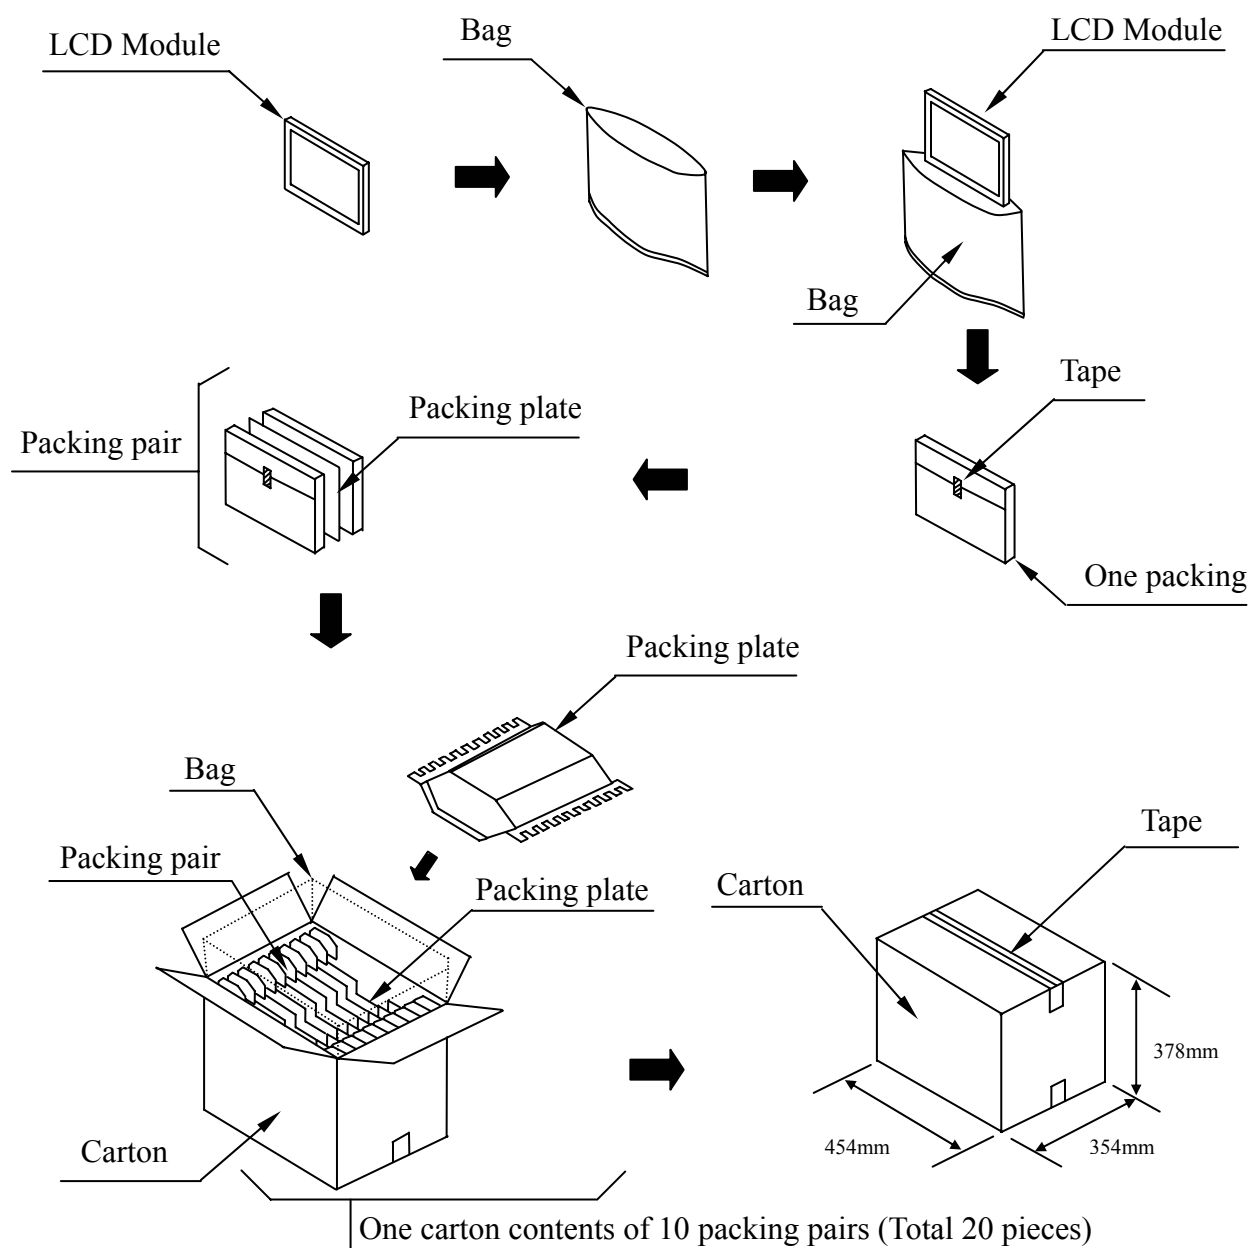 LCD Module
Bag
LCD Module
Bag
Tape
Packing plate
Packing pair
One packing
Packing plate
Bag
Tape
Packing pair
Carton
Packing plate
378mm
454mm
354mm
Carton
One carton contents of 10 packing pairs (Total 20 pieces)